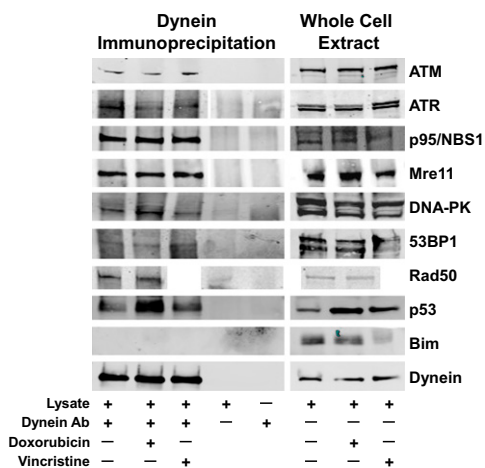 Dynein Immunoprecipitation
Whole Cell Extract
ATM
ATR
p95/NBS1
Mre11
DNA-PK
53BP1
Rad50
p53
Bim
Dynein
Lysate + + + + — + + +
Dynein Ab + + + — + — — —
Doxorubicin — + — — + —
Vincristine — — + — — +